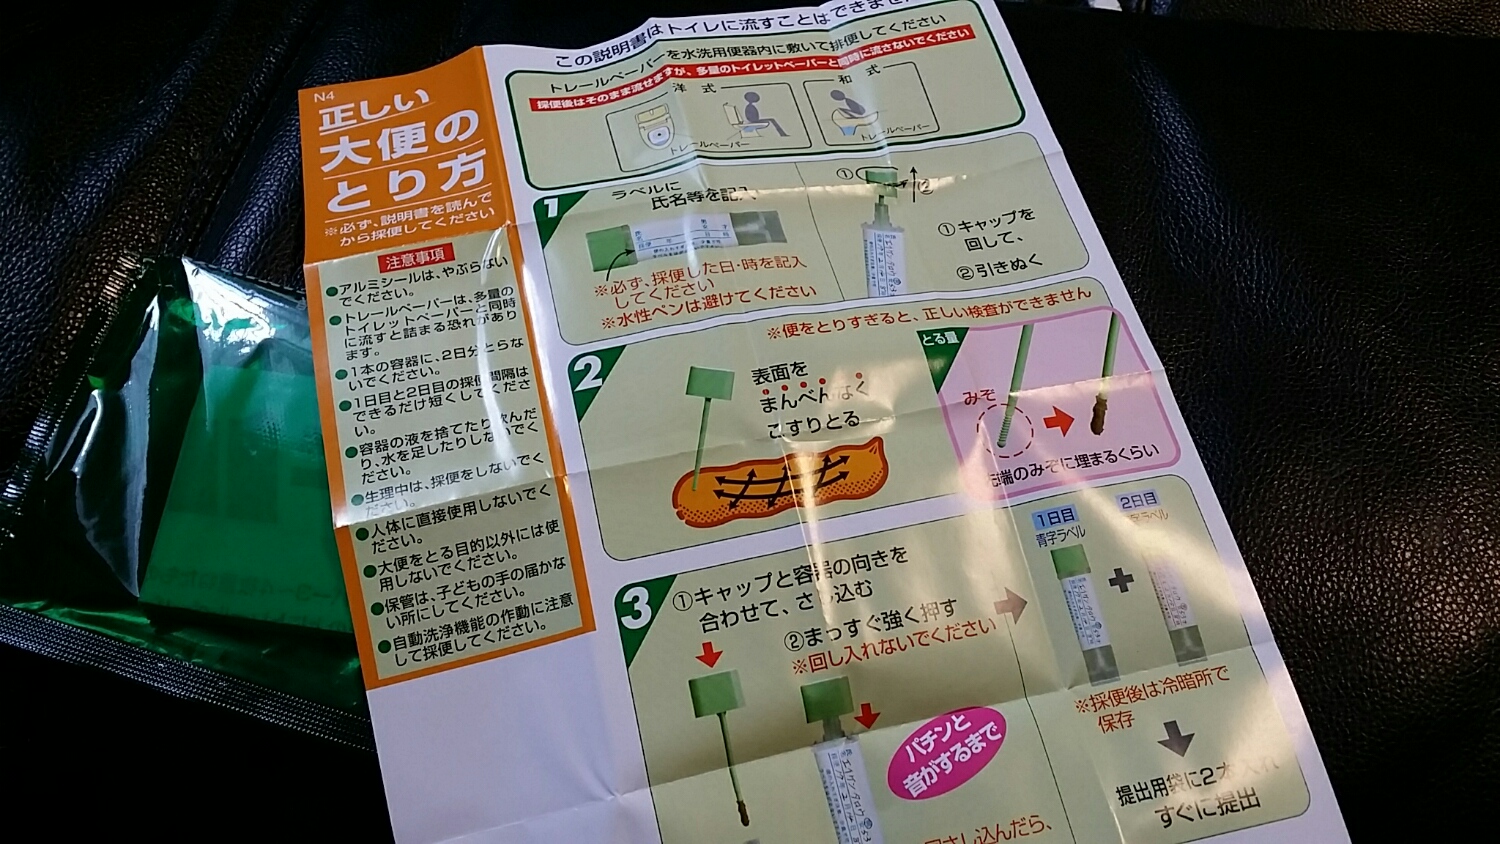 N4
正しい
大便の
とり方
※必ず、説明書を読んで
から採便してください
注意事項
●アルミシールは、やぶらない
でください。
●トレールペーパーは、多量の
トイレットペーパーと同時
に流すと詰まる恐れがあり
ます。
●1本の容器に、2日分とらな
いでください。
●1日目と2日目の採便間隔は
できるだけ短くしてくださ
い。
●容器の液を捨てたり飲んだ
り、水を足したりしないでく
ださい。
●生理中は、採便をしないでく
ださい。
●人体に直接使用しないでく
ださい。
●大便をとる目的以外には使
用しないでください。
●保管は、子どもの手の届かな
い所にしてください。
●自動洗浄機能の作動に注意
して採便してください。
この説明書はトイレに流すことはできませ
トレールペーパーを水洗用便器内に敷いて排便してください
採便後はそのまま流せますが、多量のトイレットペーパーと同時に流さないでください
洋式
和式
トレールペーパー
トレールペーパー
1
ラベルに
氏名等を記入
※必ず、採便した日・時を記入
してください
※水性ペンは避けてください
①
②
①キャップを
回して、
②引きぬく
2
※便をとりすぎると、正しい検査ができません
表面を
まんべんなく
こすりとる
とる量
みぞ
先端のみぞに埋まるくらい
3
①キャップと容器の向きを
合わせて、さし込む
②まっすぐ強く押す
※回し入れないでください
パチンと
音がするまで
さし込んだら、
1日目
青字ラベル
+
2日目
字ラベル
※採便後は冷暗所で
保存
提出用袋に2本入れ
すぐに提出